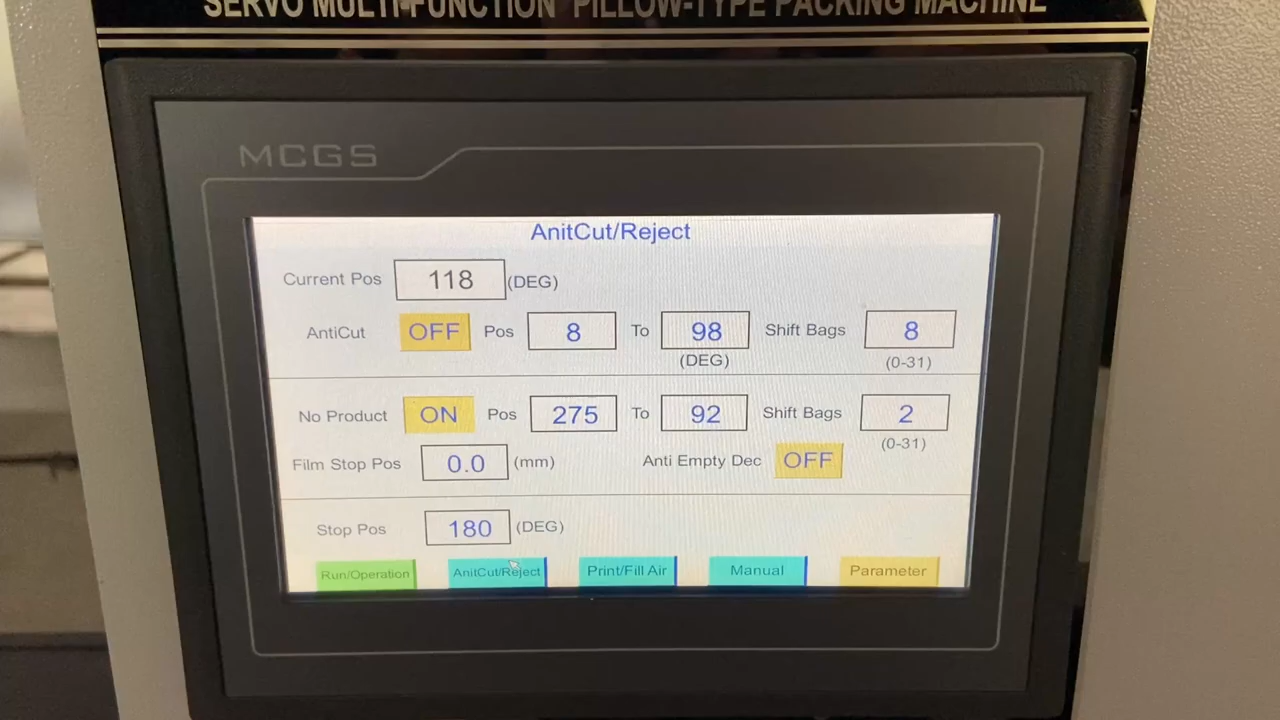 SERVO MULTI-FUNCTION PILLOW-TYPE PACKING MACHINE
MCGS
AnitCut/Reject
Current Pos 118 (DEG)
AntiCut OFF Pos 8 To 98 Shift Bags 8
(DEG) (0-31)
No Product ON Pos 275 To 92 Shift Bags 2
(0-31)
Film Stop Pos 0.0 (mm) Anti Empty Dec OFF
Stop Pos 180 (DEG)
Run/Operation AnitCut/Reject Print/Fill Air Manual Parameter